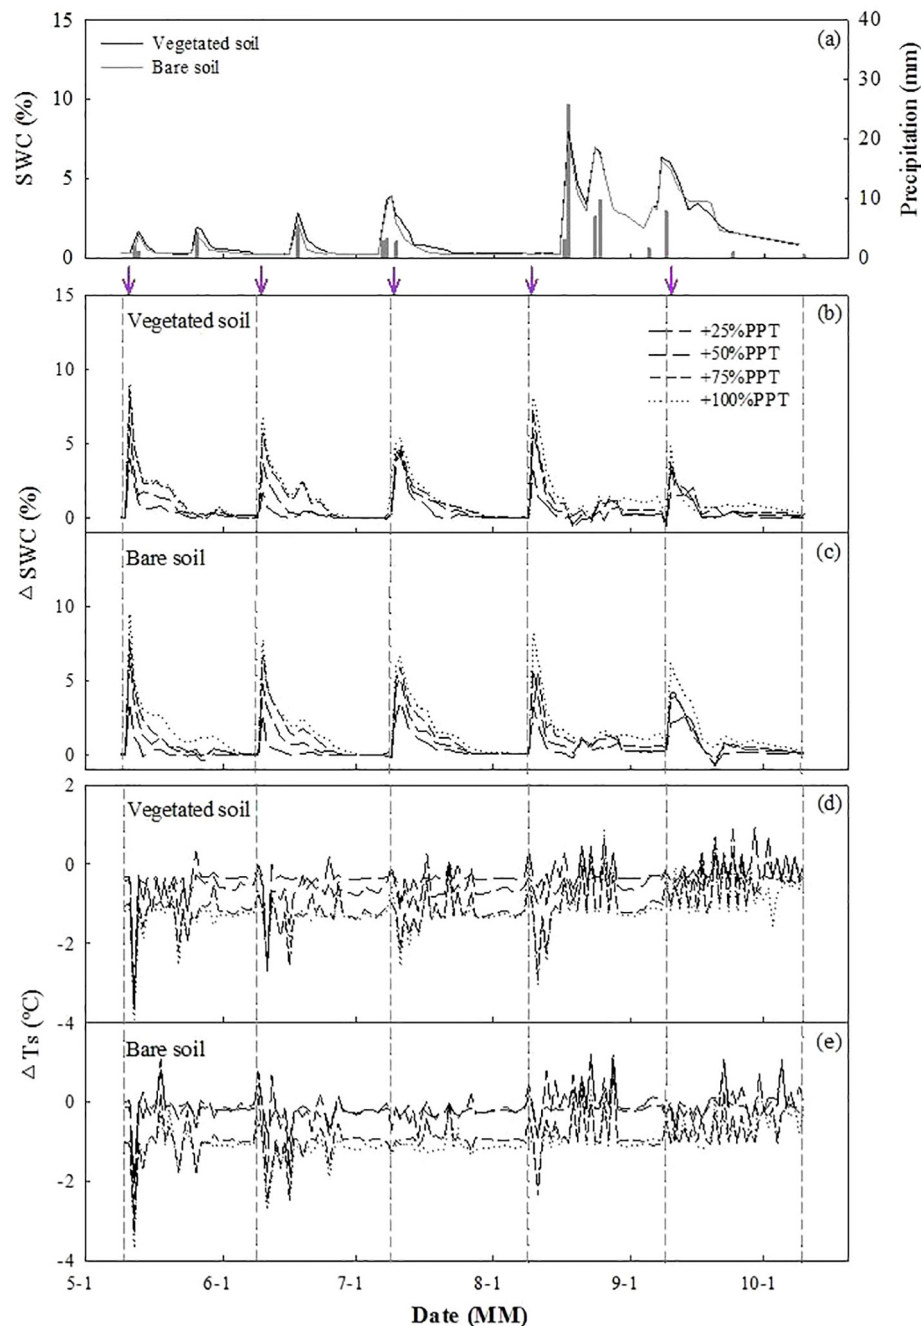 15
10
5
0
SWC (%)
Vegetated soil
Bare soil
(a)
40
30
20
10
0
Precipitation (mm)
15
10
5
0
Vegetated soil
(b)
+25%PPT
+50%PPT
+75%PPT
+100%PPT
△ SWC (%)
Bare soil
(c)
10
5
0
2
0
-2
-4
Vegetated soil
(d)
△ Ts (°C)
Bare soil
(e)
0
-2
-4
5-1 6-1 7-1 8-1 9-1 10-1
Date (MM)